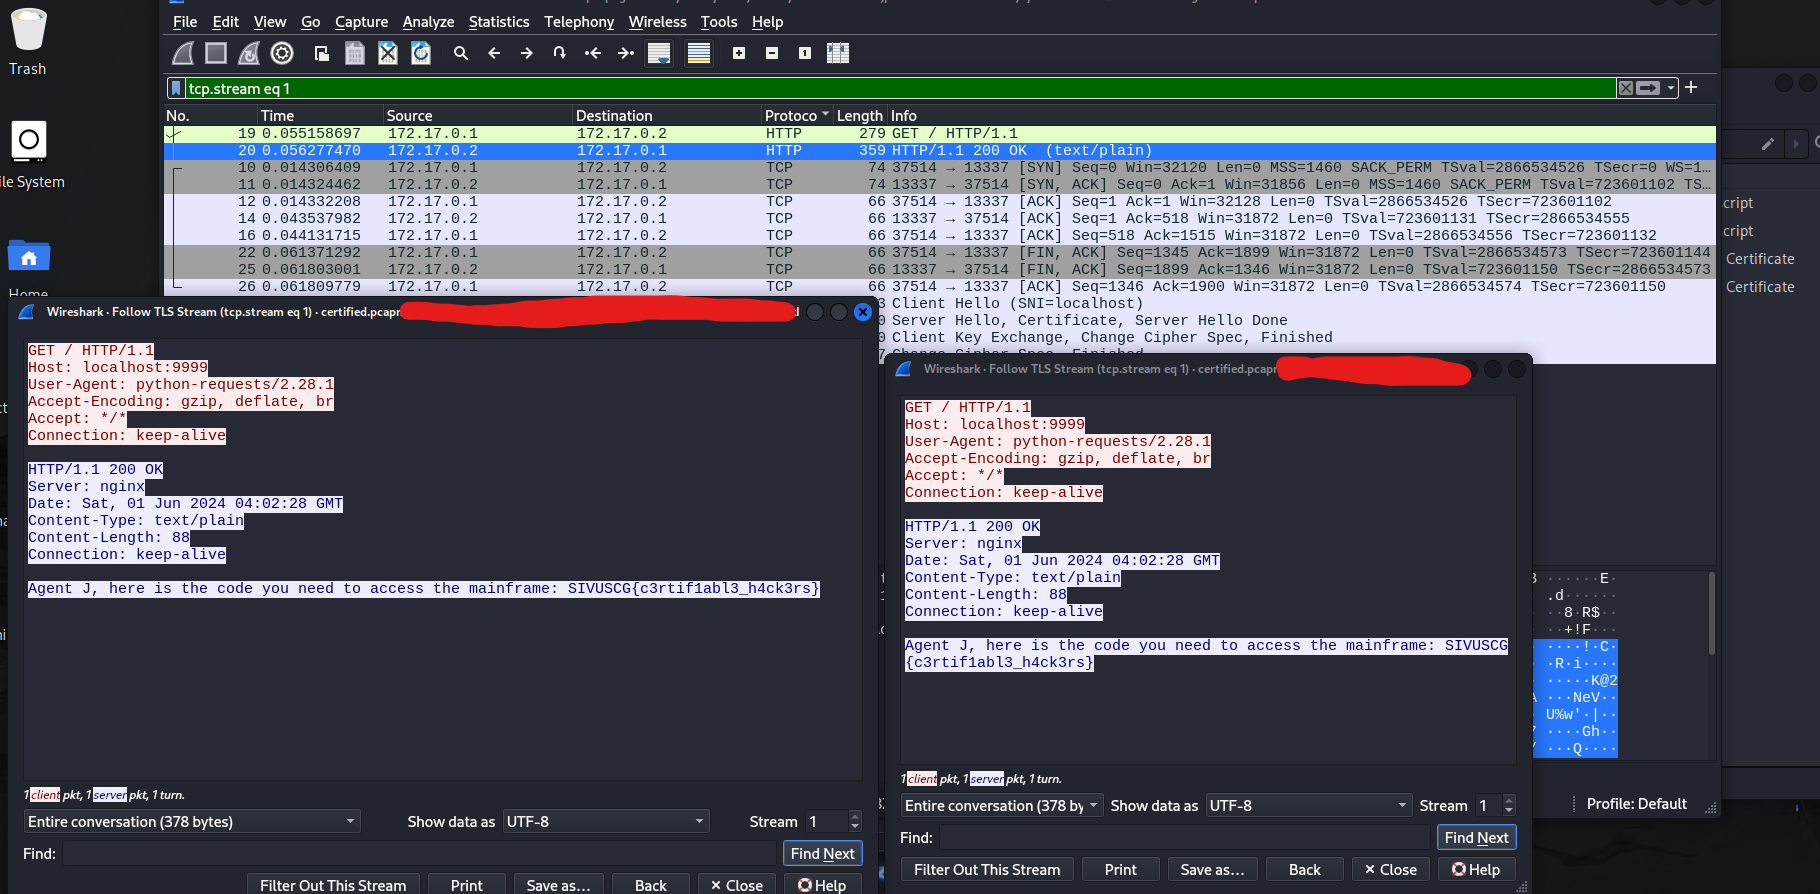 Trash
ile System
Home
File Edit View Go Capture Analyze Statistics Telephony Wireless Tools Help
tcp.stream eq 1
No. Time Source Destination Protoco Length Info
19 0.055158697 172.17.0.1 172.17.0.2 HTTP 279 GET / HTTP/1.1
20 0.056277470 172.17.0.2 172.17.0.1 HTTP 359 HTTP/1.1 200 OK (text/plain)
10 0.014306409 172.17.0.1 172.17.0.2 TCP 74 37514 → 13337 [SYN] Seq=0 Win=32120 Len=0 MSS=1460 SACK_PERM TSval=2866534526 TSecr=0 WS=1…
11 0.014324462 172.17.0.2 172.17.0.1 TCP 74 13337 → 37514 [SYN, ACK] Seq=0 Ack=1 Win=31856 Len=0 MSS=1460 SACK_PERM TSval=723601102 TS…
12 0.014332208 172.17.0.1 172.17.0.2 TCP 66 37514 → 13337 [ACK] Seq=1 Ack=1 Win=32128 Len=0 TSval=2866534526 TSecr=723601102
14 0.043537982 172.17.0.2 172.17.0.1 TCP 66 13337 → 37514 [ACK] Seq=1 Ack=518 Win=31872 Len=0 TSval=723601131 TSecr=2866534555
16 0.044131715 172.17.0.1 172.17.0.2 TCP 66 37514 → 13337 [ACK] Seq=518 Ack=1515 Win=31872 Len=0 TSval=2866534556 TSecr=723601132
22 0.061371292 172.17.0.1 172.17.0.2 TCP 66 37514 → 13337 [FIN, ACK] Seq=1345 Ack=1899 Win=31872 Len=0 TSval=2866534573 TSecr=723601144
25 0.061803001 172.17.0.2 172.17.0.1 TCP 66 13337 → 37514 [FIN, ACK] Seq=1899 Ack=1346 Win=31872 Len=0 TSval=723601150 TSecr=2866534573
26 0.061809779 172.17.0.1 172.17.0.2 TCP 66 37514 → 13337 [ACK] Seq=1346 Ack=1900 Win=31872 Len=0 TSval=2866534574 TSecr=723601150
3 Client Hello (SNI=localhost)
0 Server Hello, Certificate, Server Hello Done
0 Client Key Exchange, Change Cipher Spec, Finished
7 Change Cipher Spec, Finished
cript
cript
Certificate
Certificate
Wireshark · Follow TLS Stream (tcp.stream eq 1) · certified.pcapn
GET / HTTP/1.1
Host: localhost:9999
User-Agent: python-requests/2.28.1
Accept-Encoding: gzip, deflate, br
Accept: */*
Connection: keep-alive
HTTP/1.1 200 OK
Server: nginx
Date: Sat, 01 Jun 2024 04:02:28 GMT
Content-Type: text/plain
Content-Length: 88
Connection: keep-alive
Agent J, here is the code you need to access the mainframe: SIVUSCG{c3rtif1abl3_h4ck3rs}
1 client pkt, 1 server pkt, 1 turn.
Entire conversation (378 bytes) Show data as UTF-8 Stream 1
Find: Find Next
Filter Out This Stream Print Save as… Back × Close Help
Wireshark · Follow TLS Stream (tcp.stream eq 1) · certified.pcapn
GET / HTTP/1.1
Host: localhost:9999
User-Agent: python-requests/2.28.1
Accept-Encoding: gzip, deflate, br
Accept: */*
Connection: keep-alive
HTTP/1.1 200 OK
Server: nginx
Date: Sat, 01 Jun 2024 04:02:28 GMT
Content-Type: text/plain
Content-Length: 88
Connection: keep-alive
Agent J, here is the code you need to access the mainframe: SIVUSCG
{c3rtif1abl3_h4ck3rs}
1 client pkt, 1 server pkt, 1 turn.
Entire conversation (378 by Show data as UTF-8 Stream 1
Find: Find Next
Filter Out This Stream Print Save as… Back × Close Help
······E·
.d······
··8·R$··
··+!F···
····!·C·
·R·i····
·····K@2
···NeV··
U%w'·|··
····Gh··
···Q····
Profile: Default